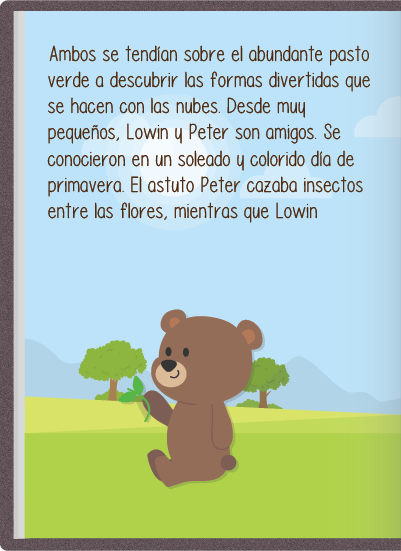 Ambos se tendían sobre el abundante pasto
verde a descubrir las formas divertidas que
se hacen con las nubes. Desde muy
pequeños, Lowin y Peter son amigos. Se
conocieron en un soleado y colorido día de
primavera. El astuto Peter cazaba insectos
entre las flores, mientras que Lowin